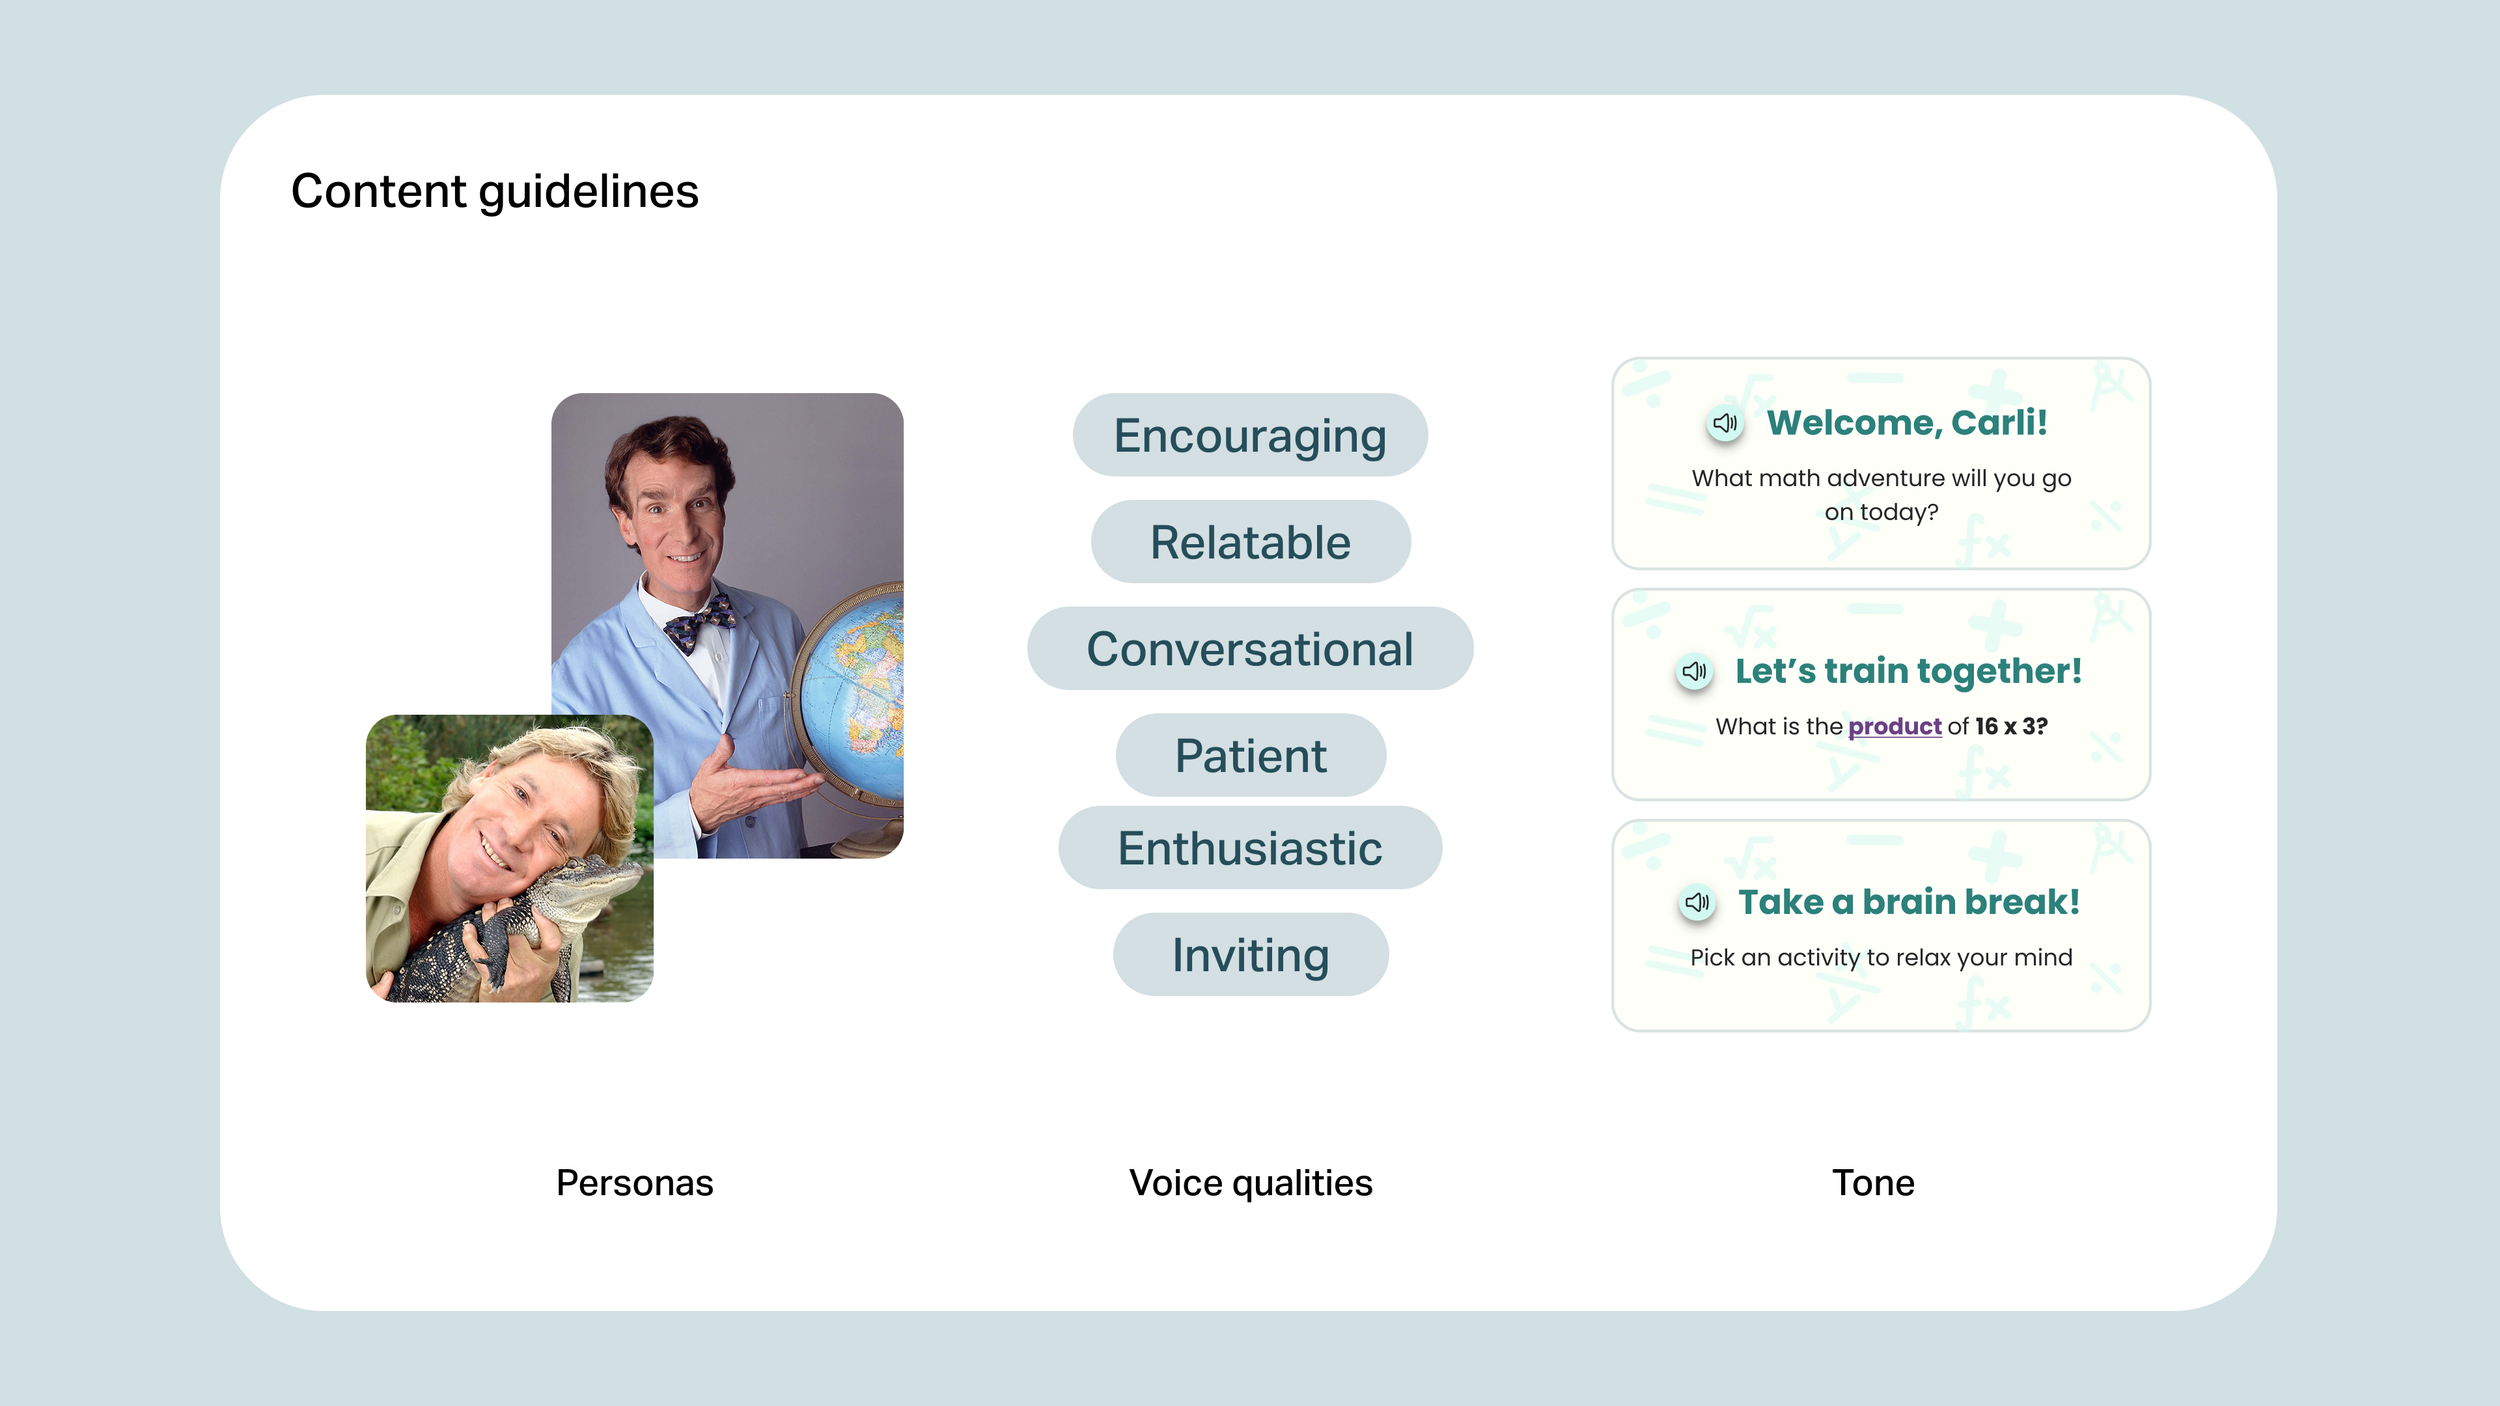 Content guidelines
Encouraging
Relatable
Conversational
Patient
Enthusiastic
Inviting
Welcome, Carli!
What math adventure will you go
on today?
Let’s train together!
What is the product of 16 x 3?
Take a brain break!
Pick an activity to relax your mind
Personas
Voice qualities
Tone